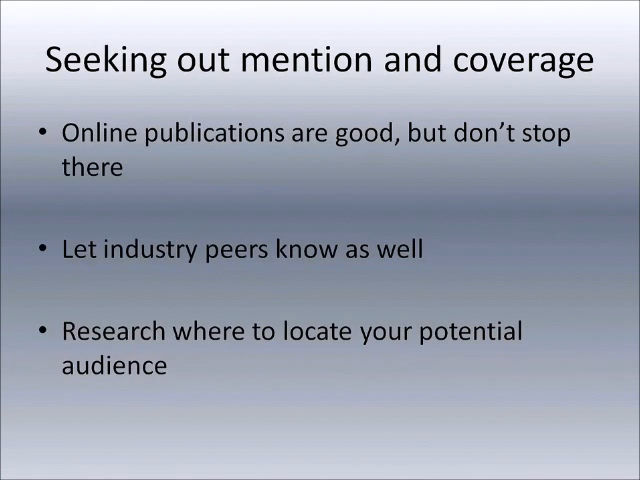 Seeking out mention and coverage
• Online publications are good, but don’t stop
there
• Let industry peers know as well
• Research where to locate your potential
audience